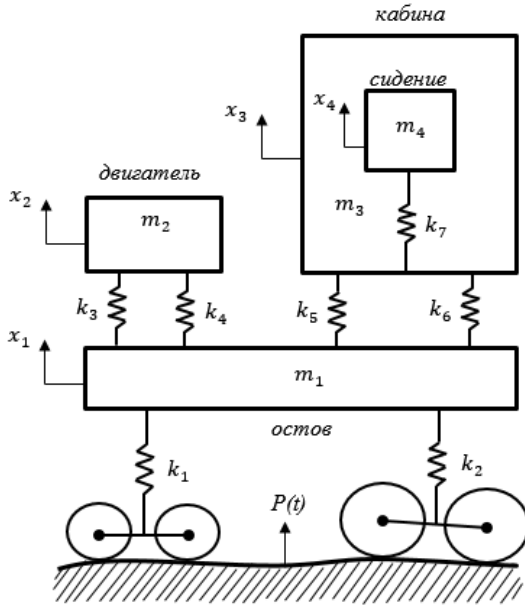 кабина
сидение
x₃
x₄
m₄
двигатель
x₂
m₂
m₃
k₇
k₃
k₄
k₅
k₆
x₁
m₁
остов
k₁
k₂
P(t)